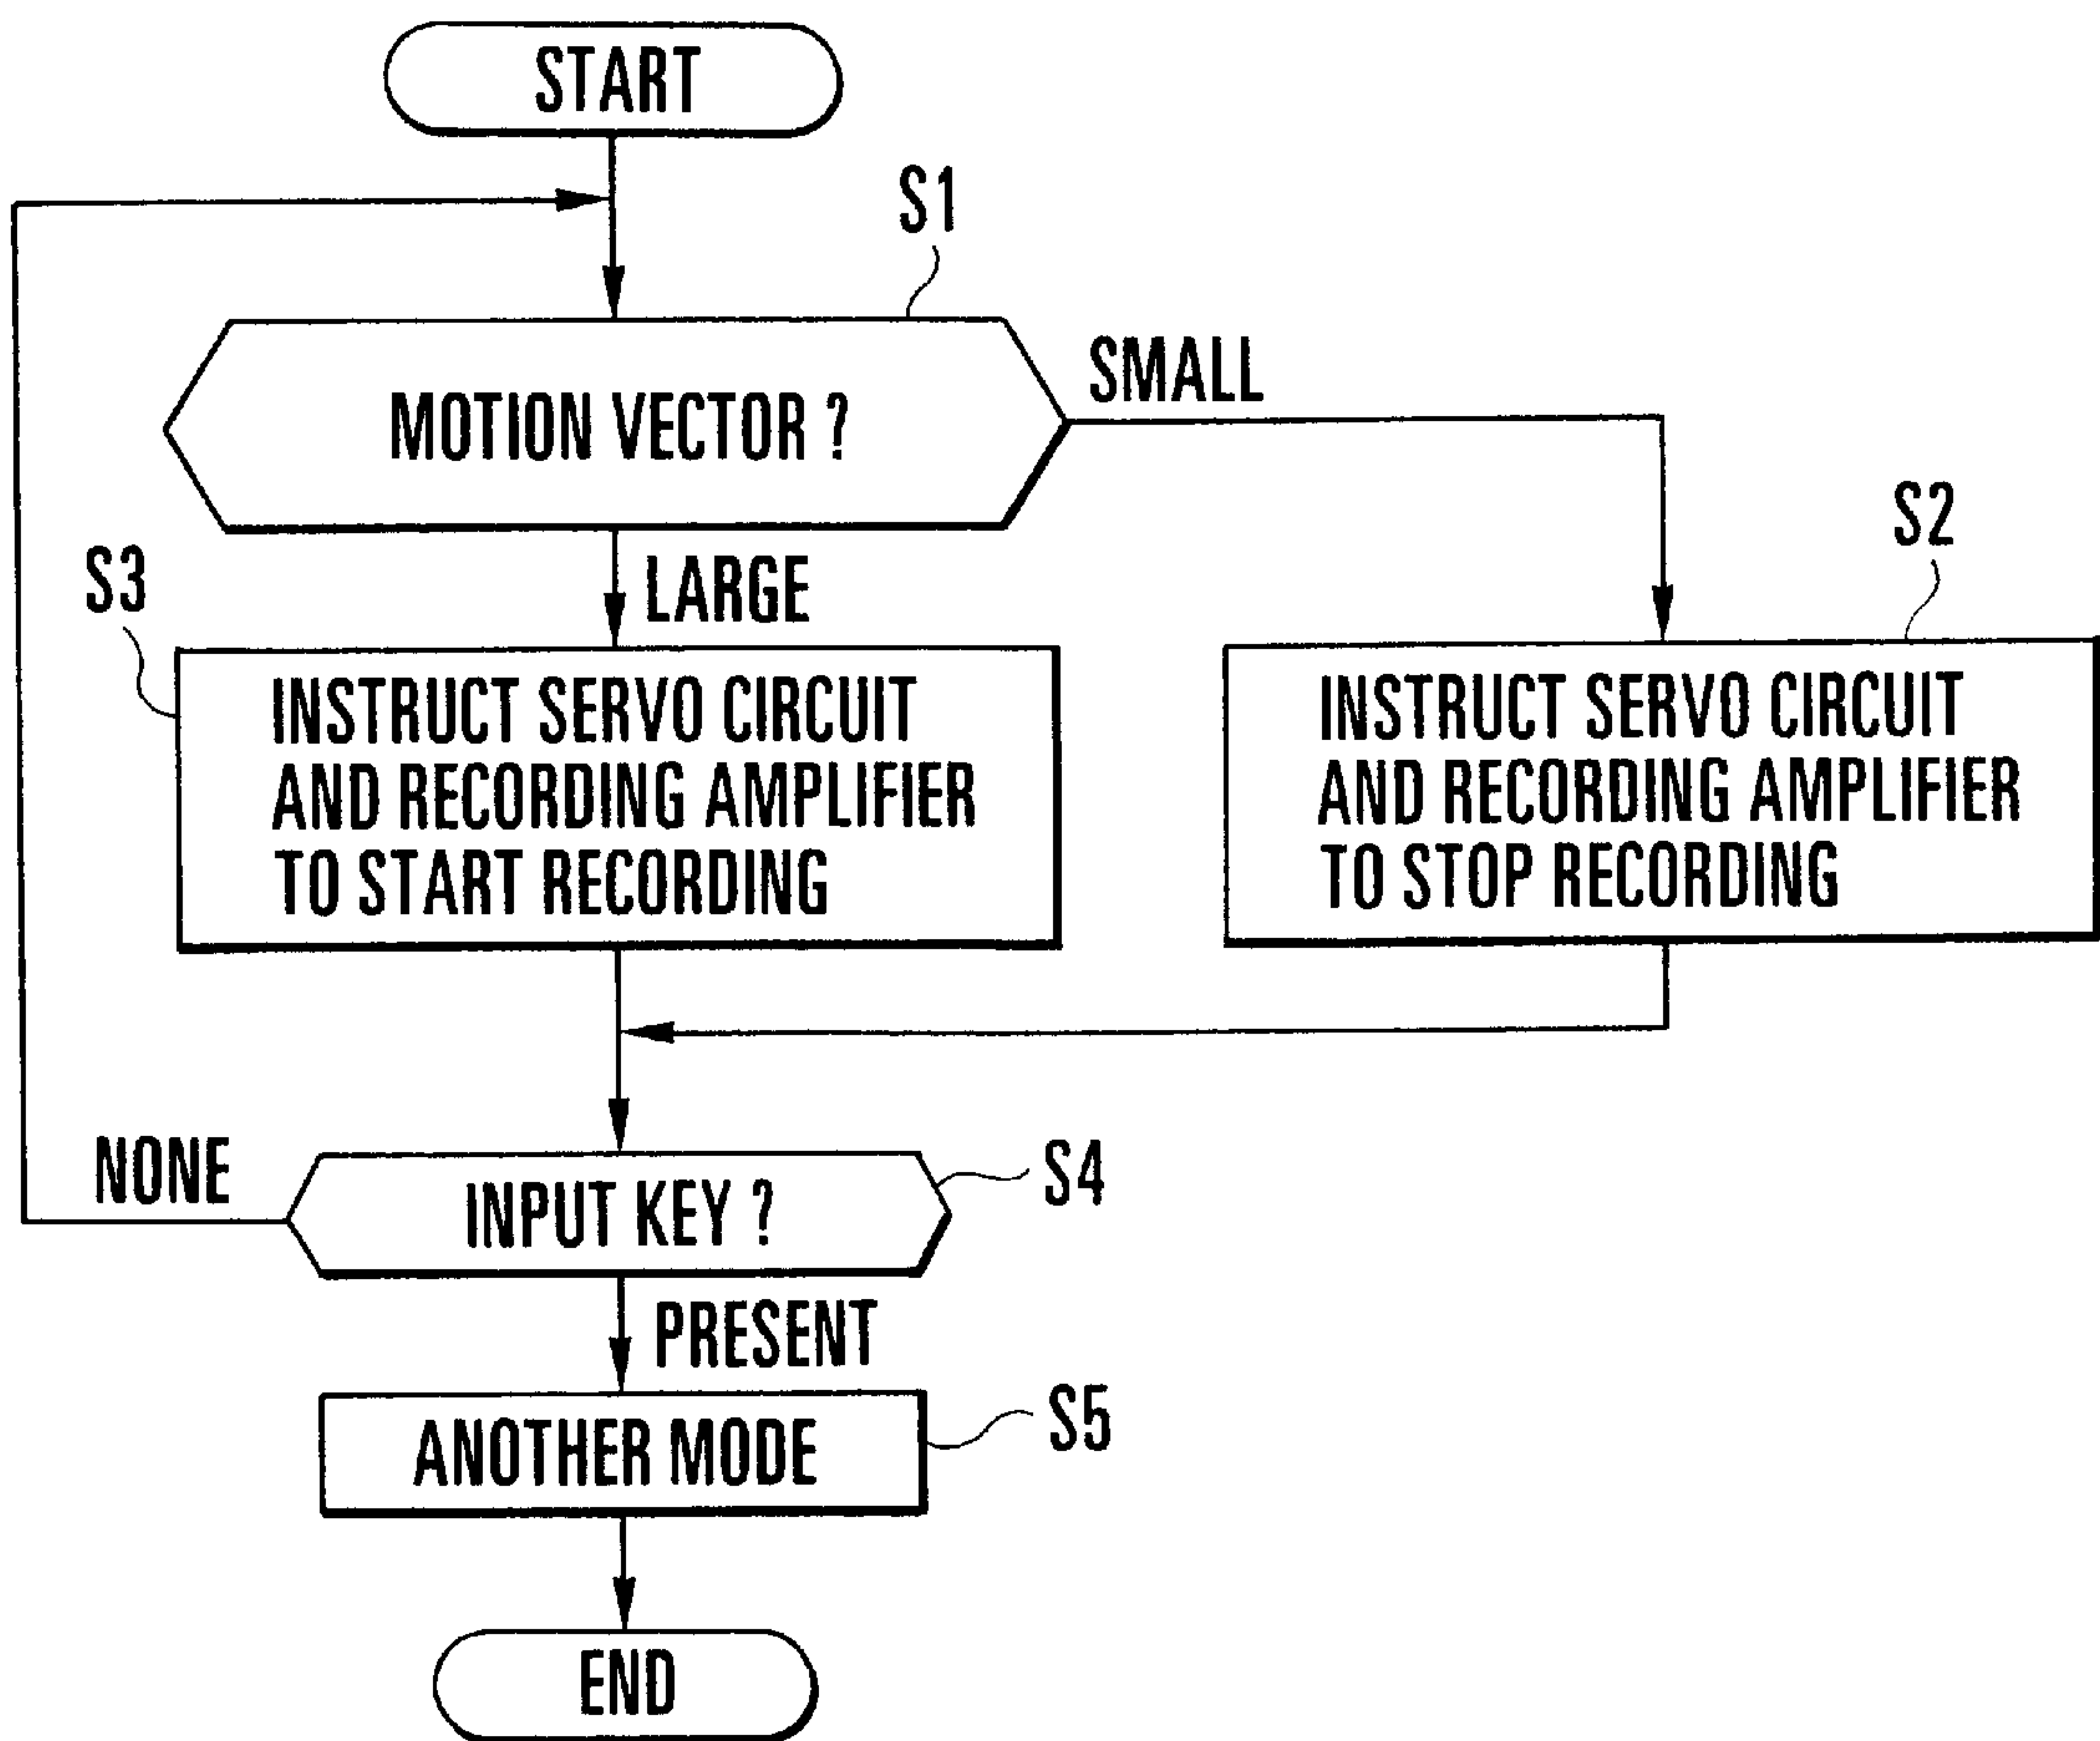 START
S1
MOTION VECTOR ?
SMALL
LARGE
S2
S3
INSTRUCT SERVO CIRCUIT
AND RECORDING AMPLIFIER
TO START RECORDING
INSTRUCT SERVO CIRCUIT
AND RECORDING AMPLIFIER
TO STOP RECORDING
NONE
INPUT KEY ?
S4
PRESENT
ANOTHER MODE
S5
END